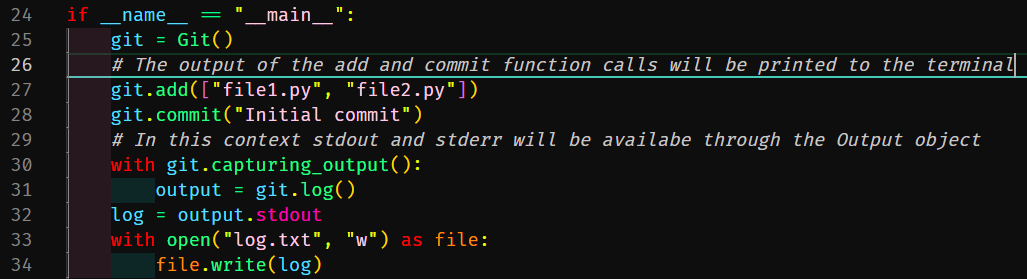 24 if __name__ == "__main__":
25     git = Git()
26     # The output of the add and commit function calls will be printed to the terminal
27     git.add(["file1.py", "file2.py"])
28     git.commit("Initial commit")
29     # In this context stdout and stderr will be availabe through the Output object
30     with git.capturing_output():
31         output = git.log()
32     log = output.stdout
33     with open("log.txt", "w") as file:
34         file.write(log)